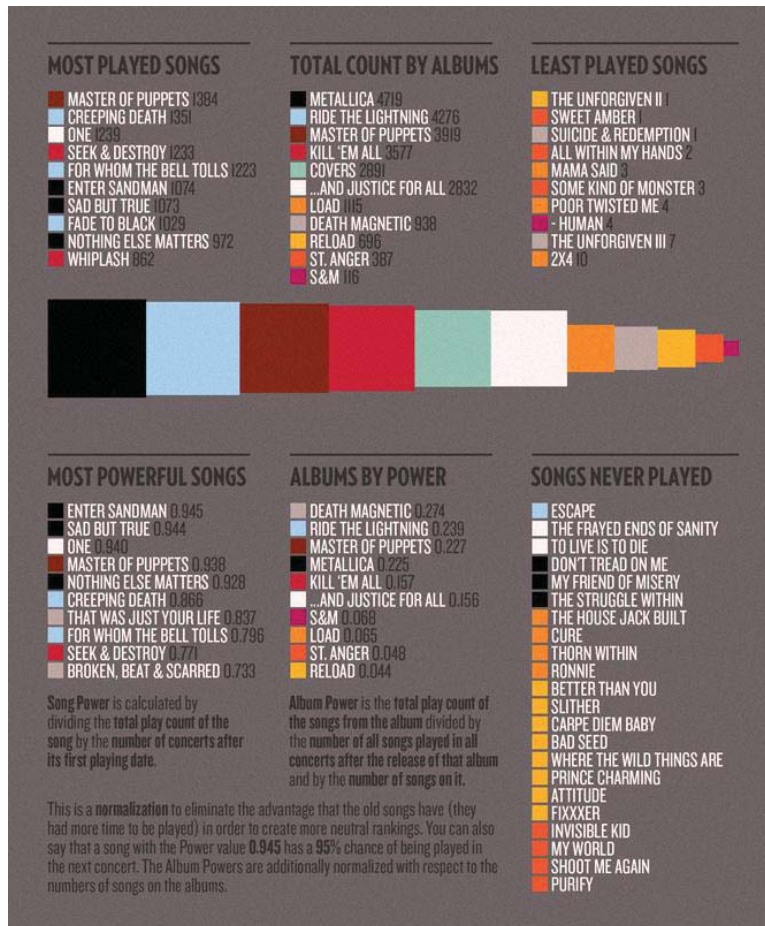 MOST PLAYED SONGS
MASTER OF PUPPETS 1384
CREEPING DEATH 1351
ONE 1239
SEEK & DESTROY 1233
FOR WHOM THE BELL TOLLS 1223
ENTER SANDMAN 1074
SAD BUT TRUE 1073
FADE TO BLACK 1029
NOTHING ELSE MATTERS 972
WHIPLASH 862
TOTAL COUNT BY ALBUMS
METALLICA 4719
RIDE THE LIGHTNING 4276
MASTER OF PUPPETS 3919
KILL 'EM ALL 3577
COVERS 2891
...AND JUSTICE FOR ALL 2832
LOAD 1115
DEATH MAGNETIC 938
RELOAD 696
ST. ANGER 387
S&M 116
LEAST PLAYED SONGS
THE UNFORGIVEN II 1
SWEET AMBER 1
SUICIDE & REDEMPTION 1
ALL WITHIN MY HANDS 2
MAMA SAID 3
SOME KIND OF MONSTER 3
POOR TWISTED ME 4
- HUMAN 4
THE UNFORGIVEN III 7
2X4 10
MOST POWERFUL SONGS
ENTER SANDMAN 0.945
SAD BUT TRUE 0.944
ONE 0.940
MASTER OF PUPPETS 0.938
NOTHING ELSE MATTERS 0.928
CREEPING DEATH 0.866
THAT WAS JUST YOUR LIFE 0.837
FOR WHOM THE BELL TOLLS 0.796
SEEK & DESTROY 0.771
BROKEN, BEAT & SCARRED 0.733
Song Power is calculated by
dividing the total play count of the
song by the number of concerts after
its first playing date.
ALBUMS BY POWER
DEATH MAGNETIC 0.274
RIDE THE LIGHTNING 0.239
MASTER OF PUPPETS 0.227
METALLICA 0.225
KILL 'EM ALL 0.157
...AND JUSTICE FOR ALL 0.156
S&M 0.068
LOAD 0.065
ST. ANGER 0.048
RELOAD 0.044
Album Power is the total play count of
the songs from the album divided by
the number of all songs played in all
concerts after the release of that album
and by the number of songs on it.
This is a normalization to eliminate the advantage that the old songs have (they
had more time to be played) in order to create more neutral rankings. You can also
say that a song with the Power value 0.945 has a 95% chance of being played in
the next concert. The Album Powers are additionally normalized with respect to the
numbers of songs on the albums.
SONGS NEVER PLAYED
ESCAPE
THE FRAYED ENDS OF SANITY
TO LIVE IS TO DIE
DON'T TREAD ON ME
MY FRIEND OF MISERY
THE STRUGGLE WITHIN
THE HOUSE JACK BUILT
CURE
THORN WITHIN
RONNIE
BETTER THAN YOU
SLITHER
CARPE DIEM BABY
BAD SEED
WHERE THE WILD THINGS ARE
PRINCE CHARMING
ATTITUDE
FIXXXER
INVISIBLE KID
MY WORLD
SHOOT ME AGAIN
PURIFY